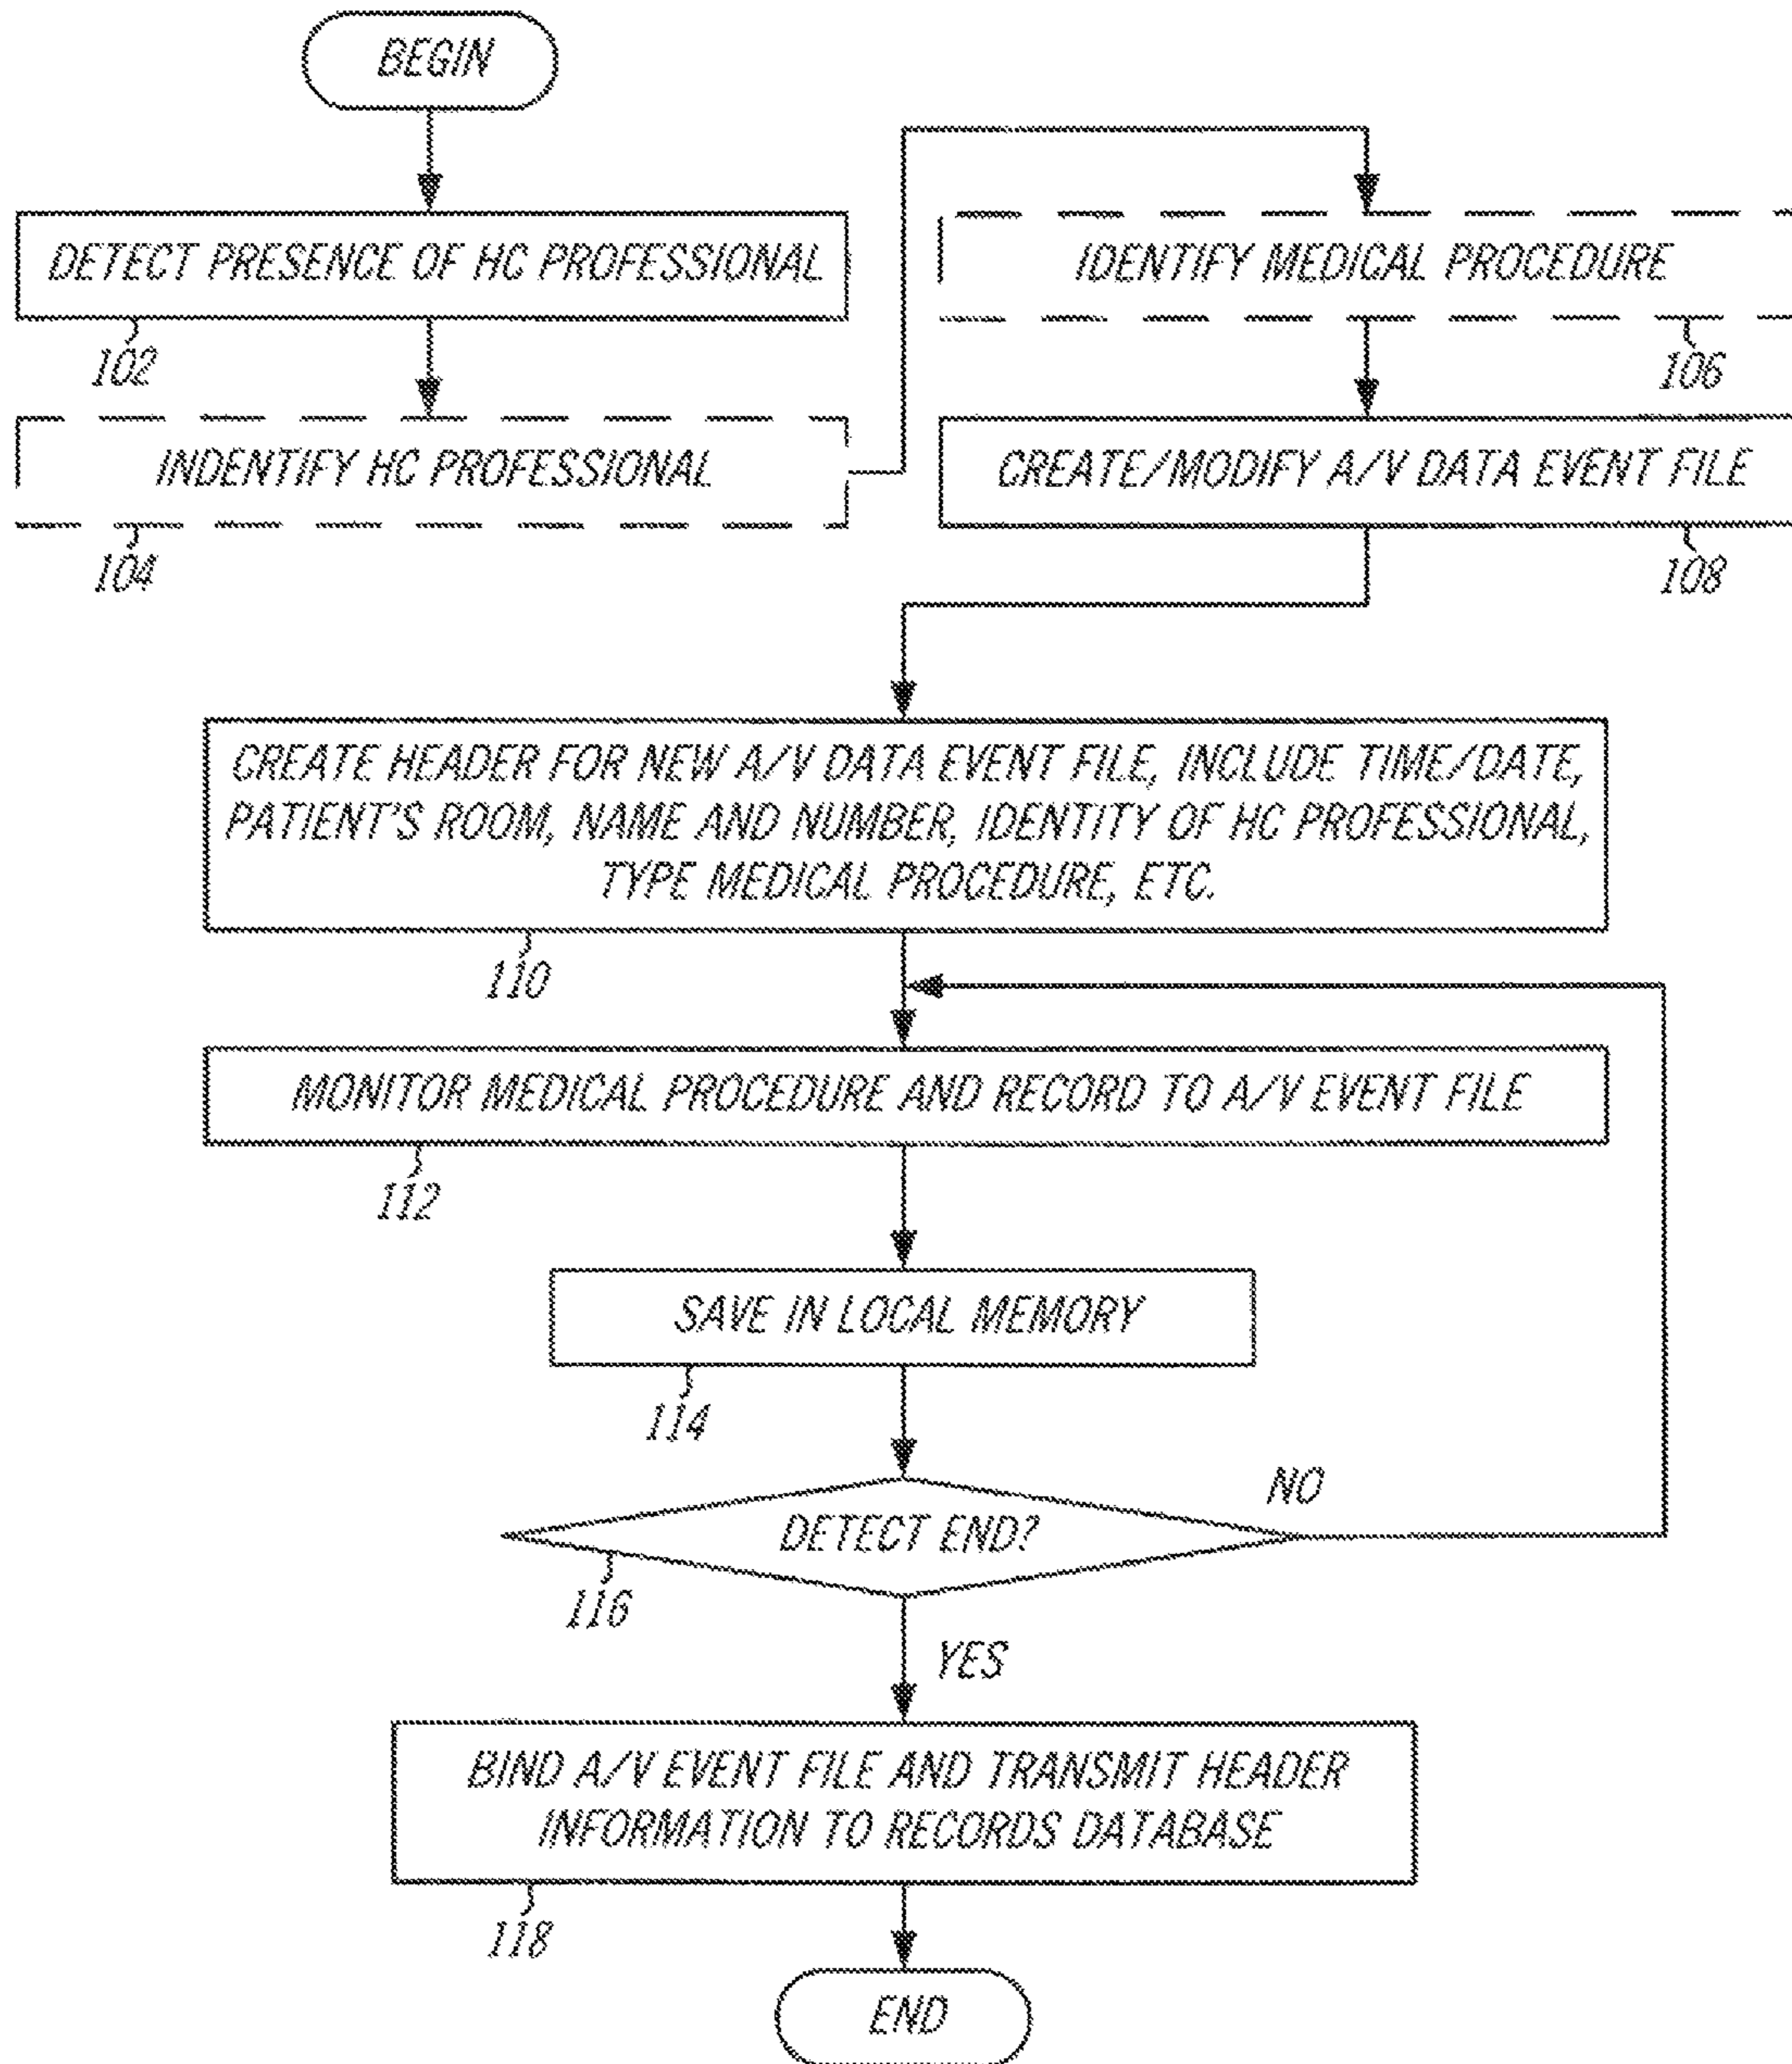 BEGIN
DETECT PRESENCE OF HC PROFESSIONAL
102
INDENTIFY HC PROFESSIONAL
104
IDENTIFY MEDICAL PROCEDURE
106
CREATE/MODIFY A/V DATA EVENT FILE
108
CREATE HEADER FOR NEW A/V DATA EVENT FILE, INCLUDE TIME/DATE,
PATIENT'S ROOM, NAME AND NUMBER, IDENTITY OF HC PROFESSIONAL,
TYPE MEDICAL PROCEDURE, ETC.
110
MONITOR MEDICAL PROCEDURE AND RECORD TO A/V EVENT FILE
112
SAVE IN LOCAL MEMORY
114
DETECT END?
NO
116
YES
BIND A/V EVENT FILE AND TRANSMIT HEADER
INFORMATION TO RECORDS DATABASE
118
END